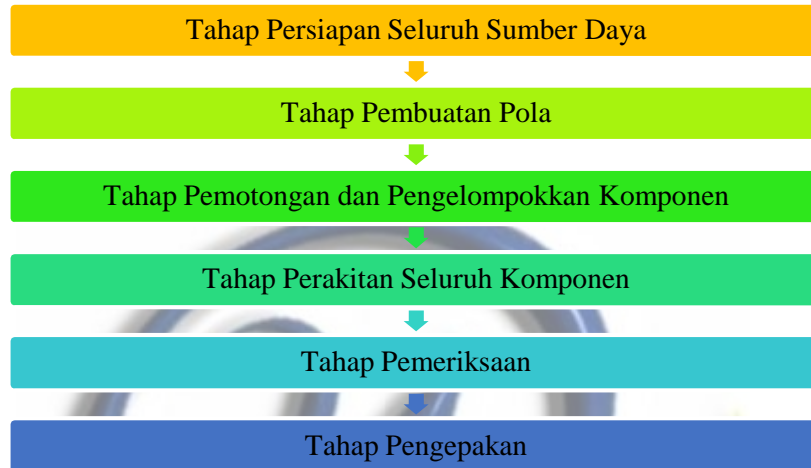 Tahap Persiapan Seluruh Sumber Daya
Tahap Pembuatan Pola
Tahap Pemotongan dan Pengelompokkan Komponen
Tahap Perakitan Seluruh Komponen
Tahap Pemeriksaan
Tahap Pengepakan